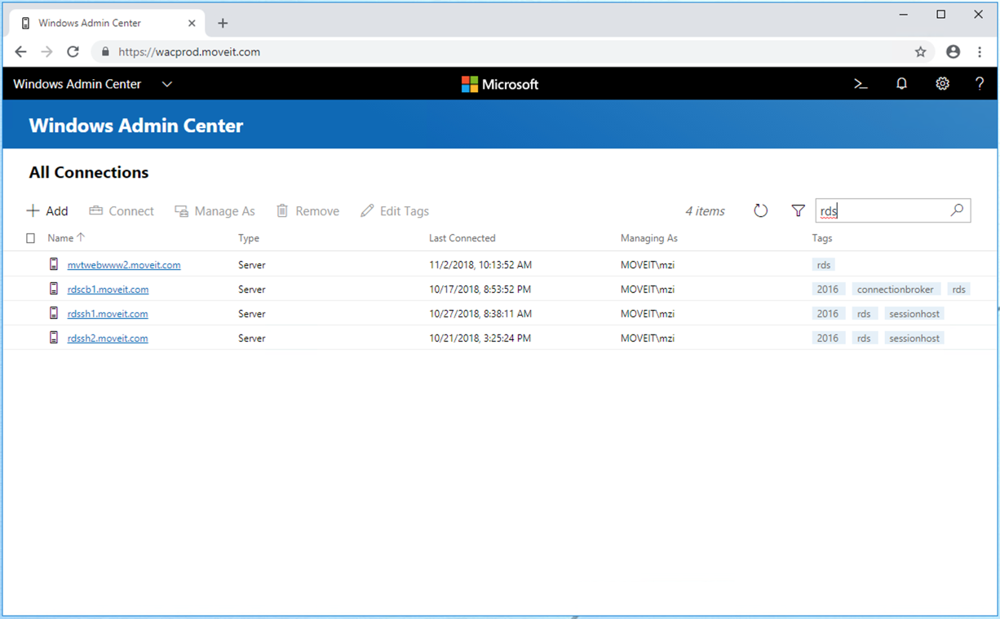 Windows Admin Center
https://wacprod.moveit.com
Windows Admin Center Microsoft ?
Windows Admin Center
All Connections
Add Connect Manage As Remove Edit Tags 4 items rds
Name Type Last Connected Managing As Tags
mvtwebwww2.moveit.com Server 11/2/2018, 10:13:52 AM MOVEIT\mzi rds
rdscb1.moveit.com Server 10/17/2018, 8:53:52 PM MOVEIT\mzi 2016 connectionbroker rds
rdssh1.moveit.com Server 10/27/2018, 8:38:11 AM MOVEIT\mzi 2016 rds sessionhost
rdssh2.moveit.com Server 10/21/2018, 3:25:24 PM MOVEIT\mzi 2016 rds sessionhost